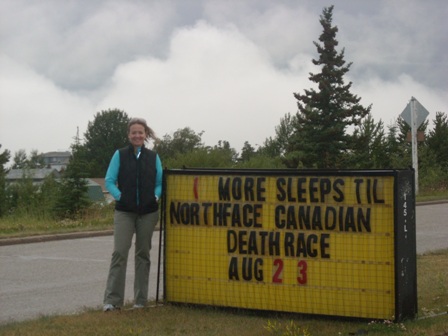 1 MORE SLEEPS TIL
NORTHFACE CANADIAN
DEATH RACE
AUG 23